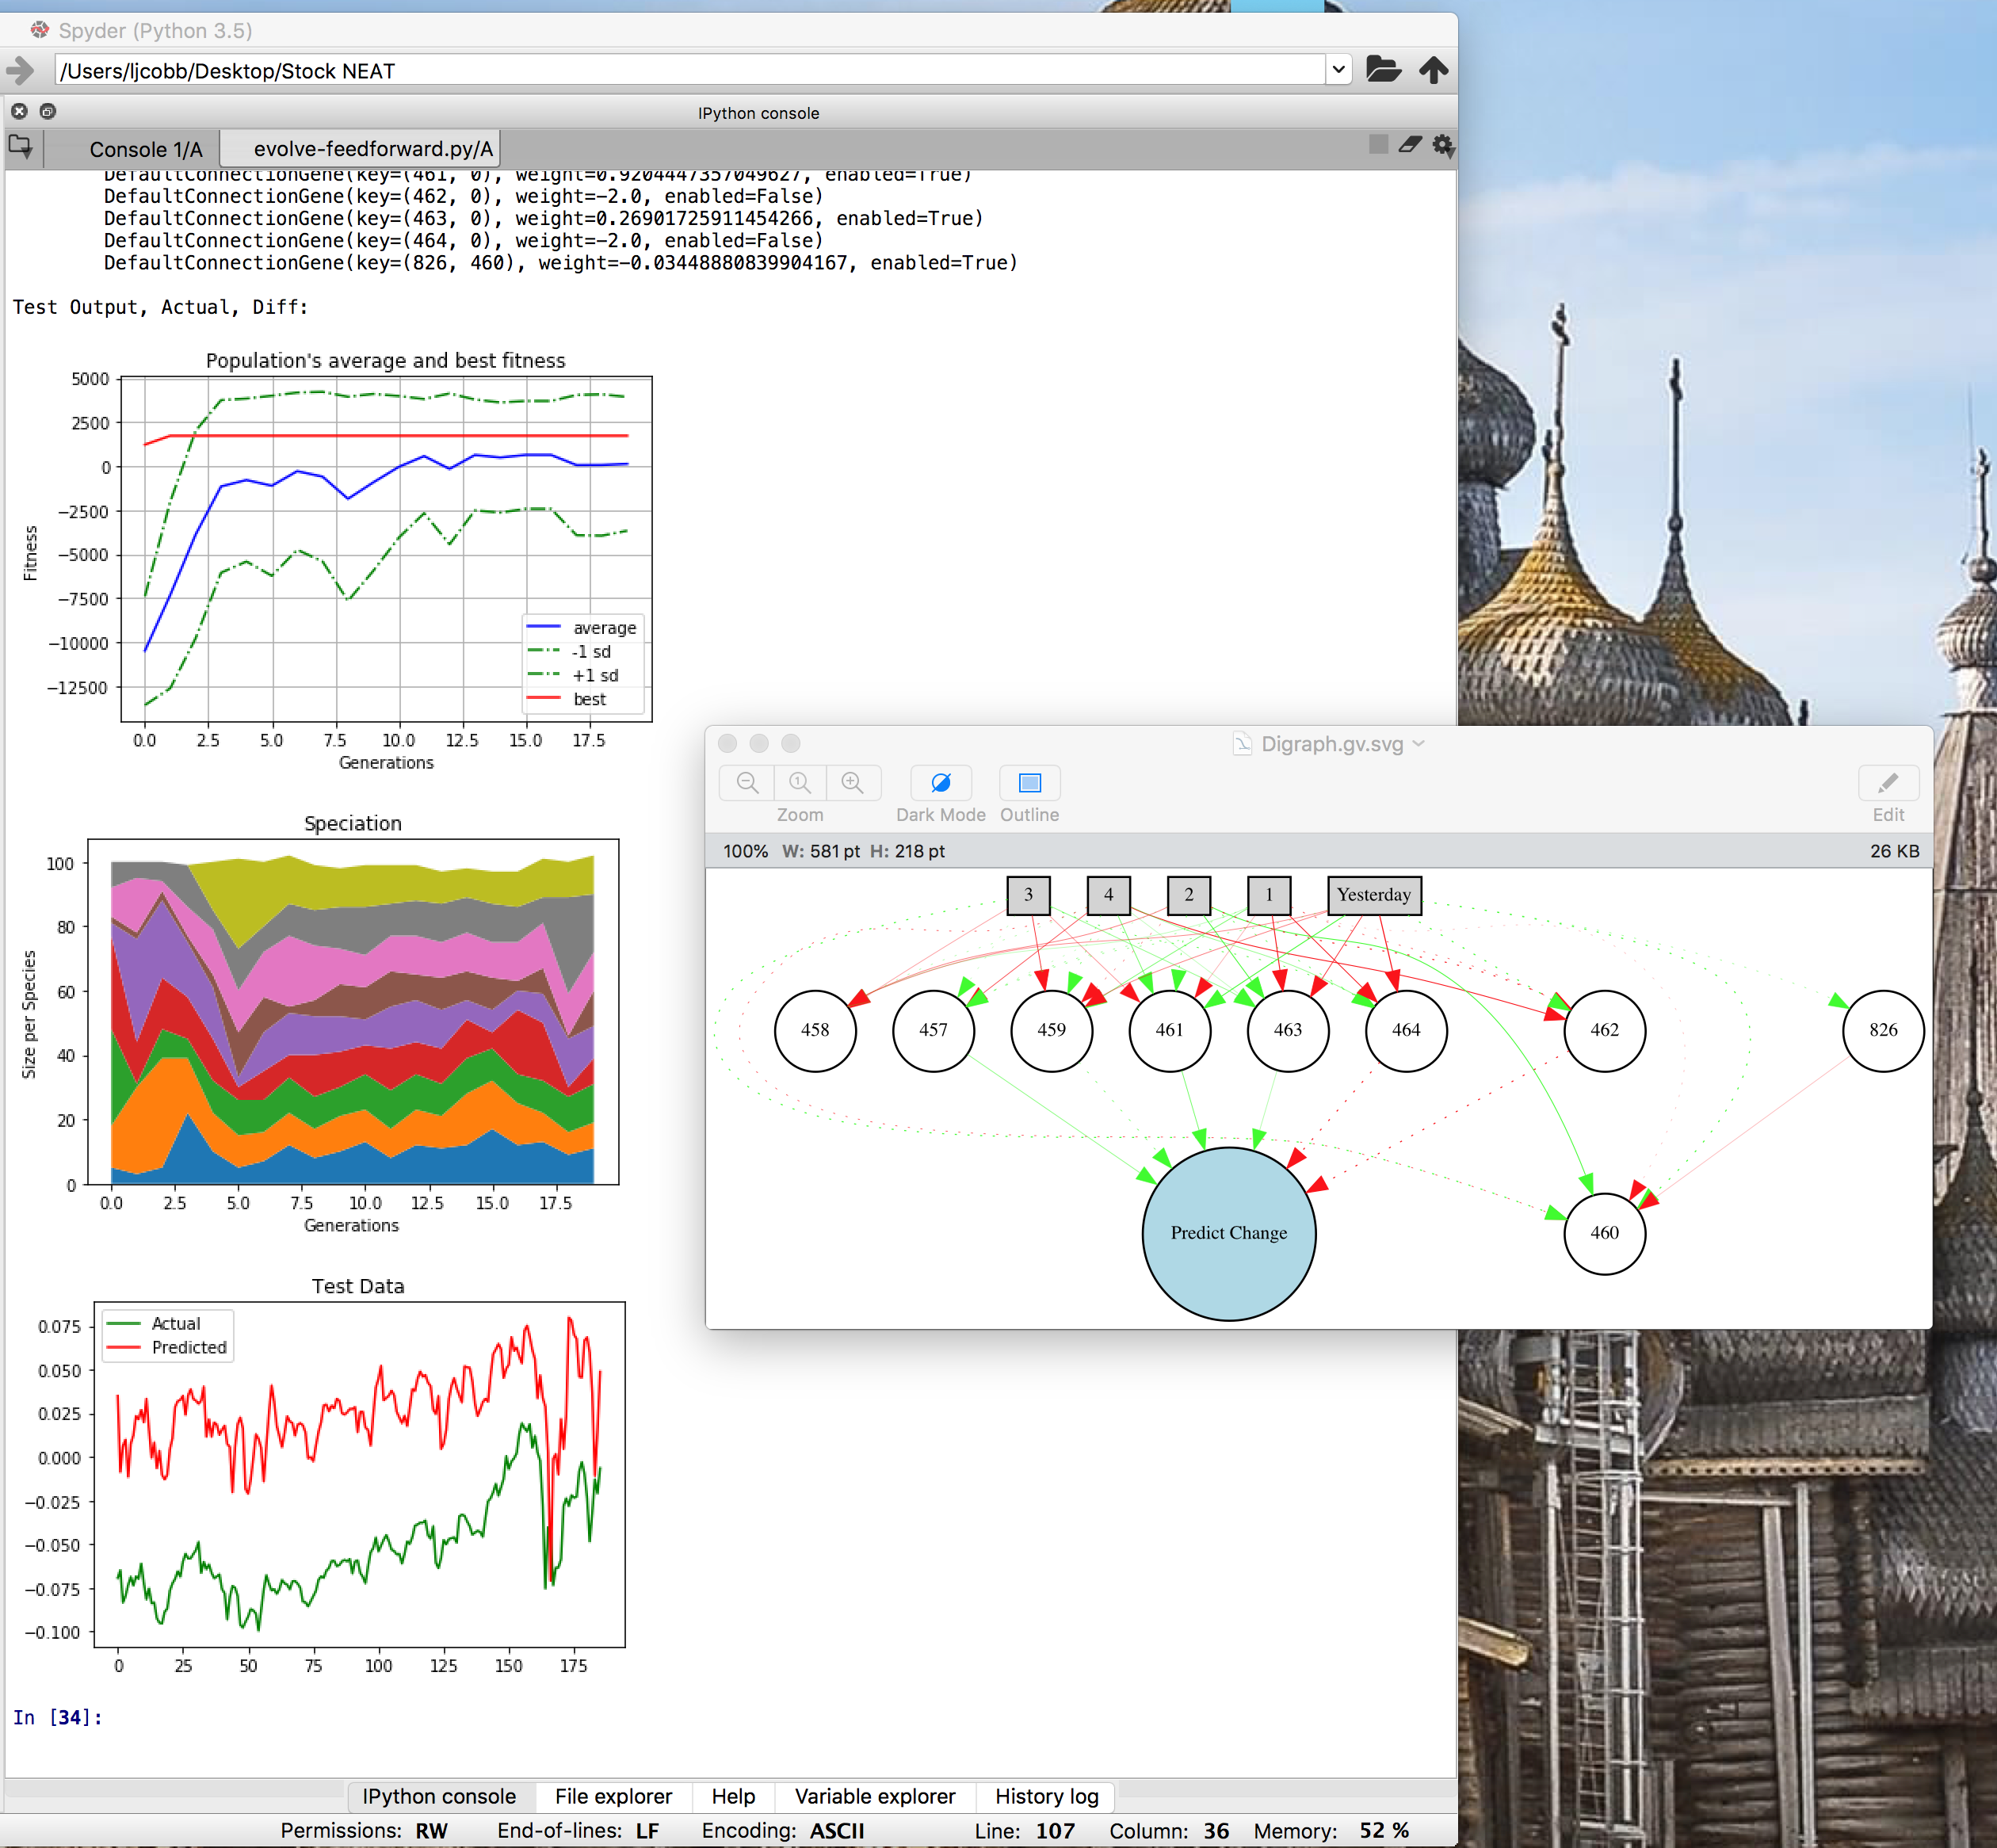 Spyder (Python 3.5)
/Users/ljcobb/Desktop/Stock NEAT
IPython console
Console 1/A
evolve-feedforward.py/A
DefaultConnectionGene(key=(461, 0), weight=0.9204447357049627, enabled=True)
DefaultConnectionGene(key=(462, 0), weight=-2.0, enabled=False)
DefaultConnectionGene(key=(463, 0), weight=0.26901725911454266, enabled=True)
DefaultConnectionGene(key=(464, 0), weight=-2.0, enabled=False)
DefaultConnectionGene(key=(826, 460), weight=-0.03448880839904167, enabled=True)
Test Output, Actual, Diff:
Population's average and best fitness
5000
2500
0
−2500
−5000
−7500
−10000
−12500
Fitness
average
-1 sd
+1 sd
best
0.0 2.5 5.0 7.5 10.0 12.5 15.0 17.5
Generations
Speciation
100
80
60
40
20
0
Size per Species
0.0 2.5 5.0 7.5 10.0 12.5 15.0 17.5
Generations
Test Data
Actual
Predicted
0.075
0.050
0.025
0.000
−0.025
−0.050
−0.075
−0.100
0 25 50 75 100 125 150 175
In [34]:
Digraph.gv.svg
Zoom
Dark Mode
Outline
Edit
100% W: 581 pt H: 218 pt
26 KB
3 4 2 1 Yesterday
458 457 459 461 463 464 462 826
Predict Change
460
IPython console
File explorer
Help
Variable explorer
History log
Permissions: RW End-of-lines: LF Encoding: ASCII Line: 107 Column: 36 Memory: 52 %